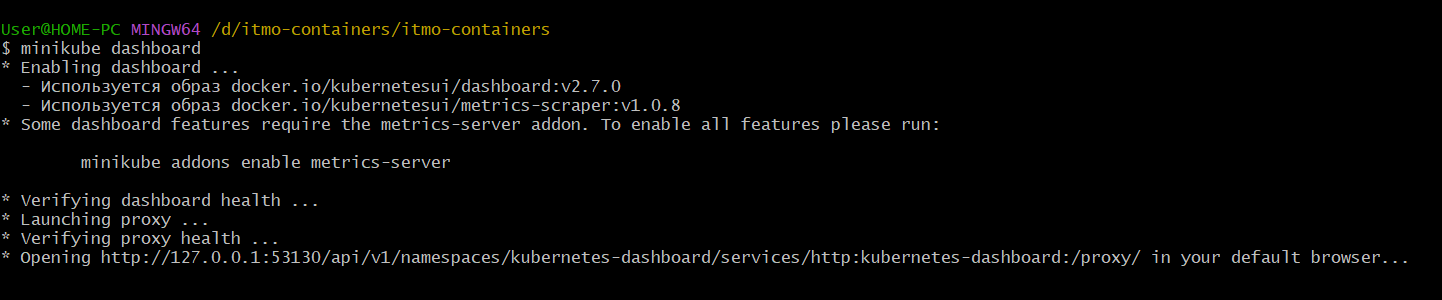 User@HOME-PC MINGW64 /d/itmo-containers/itmo-containers
$ minikube dashboard
* Enabling dashboard ...
  - Используется образ docker.io/kubernetesui/dashboard:v2.7.0
  - Используется образ docker.io/kubernetesui/metrics-scraper:v1.0.8
* Some dashboard features require the metrics-server addon. To enable all features please run:
        minikube addons enable metrics-server
* Verifying dashboard health ...
* Launching proxy ...
* Verifying proxy health ...
* Opening http://127.0.0.1:53130/api/v1/namespaces/kubernetes-dashboard/services/http:kubernetes-dashboard:/proxy/ in your default browser...